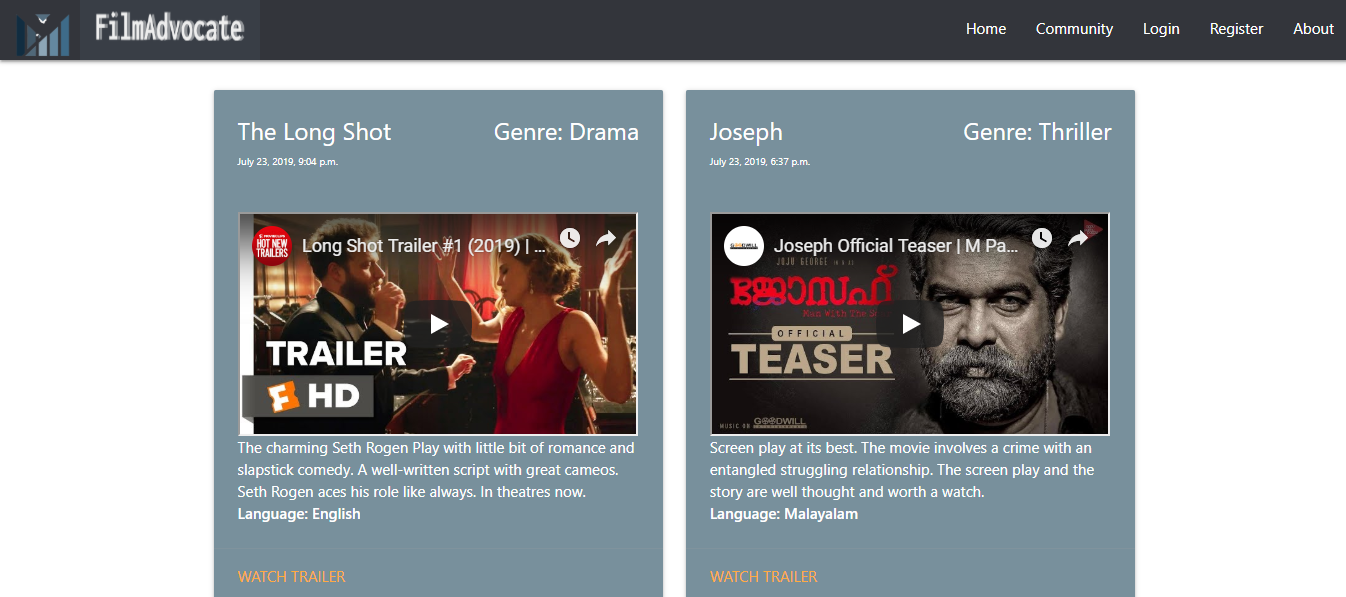 FilmAdvocate
Home Community Login Register About
The Long Shot Genre: Drama
July 23, 2019, 9:04 p.m.
HOT NEW
TRAILERS
Long Shot Trailer #1 (2019) | ...
TRAILER
F HD
The charming Seth Rogen Play with little bit of romance and
slapstick comedy. A well-written script with great cameos.
Seth Rogen aces his role like always. In theatres now.
Language: English
WATCH TRAILER
Joseph Genre: Thriller
July 23, 2019, 6:37 p.m.
Joseph Official Teaser | M Pa...
JOJU GEORGE IN & AS
ജോസഫ്
Man With The
OFFICIAL
TEASER
MUSIC ON GOODWILL
Screen play at its best. The movie involves a crime with an
entangled struggling relationship. The screen play and the
story are well thought and worth a watch.
Language: Malayalam
WATCH TRAILER